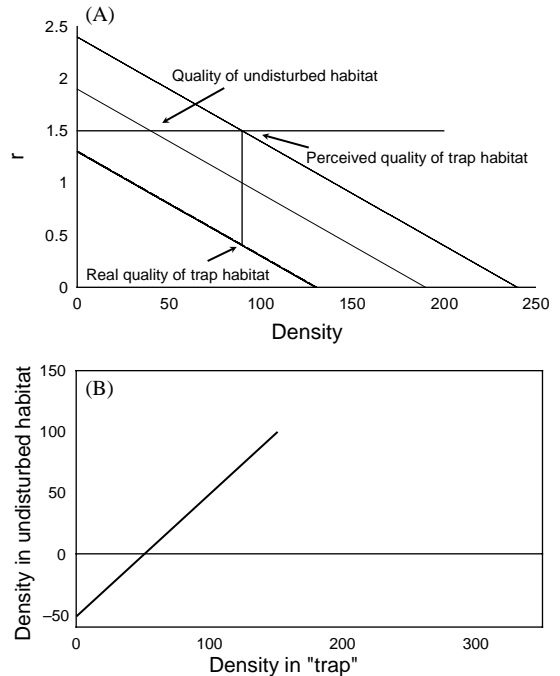 (A)
2.5
2
1.5
1
0.5
0
r
Quality of undisturbed habitat
Perceived quality of trap habitat
Real quality of trap habitat
0 50 100 150 200 250
Density
(B)
150
100
50
0
–50
Density in undisturbed habitat
0 100 200 300
Density in "trap"